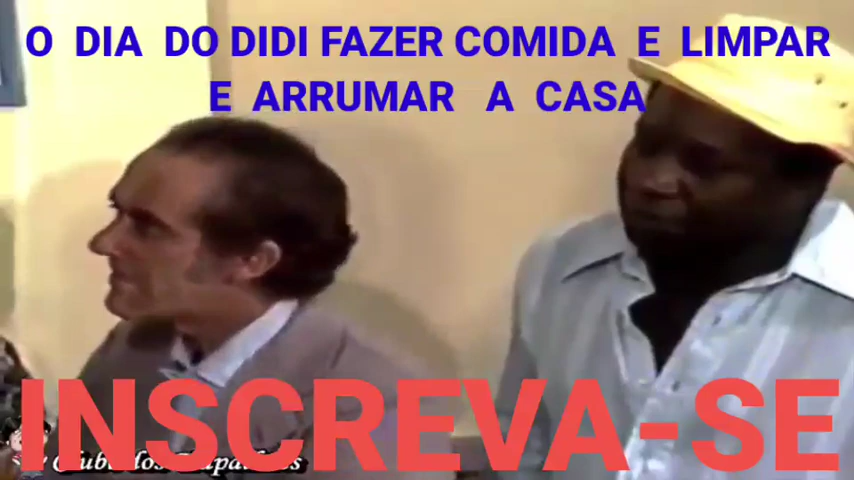 O DIA DO DIDI FAZER COMIDA E LIMPAR
E ARRUMAR A CASA
INSCREVA-SE